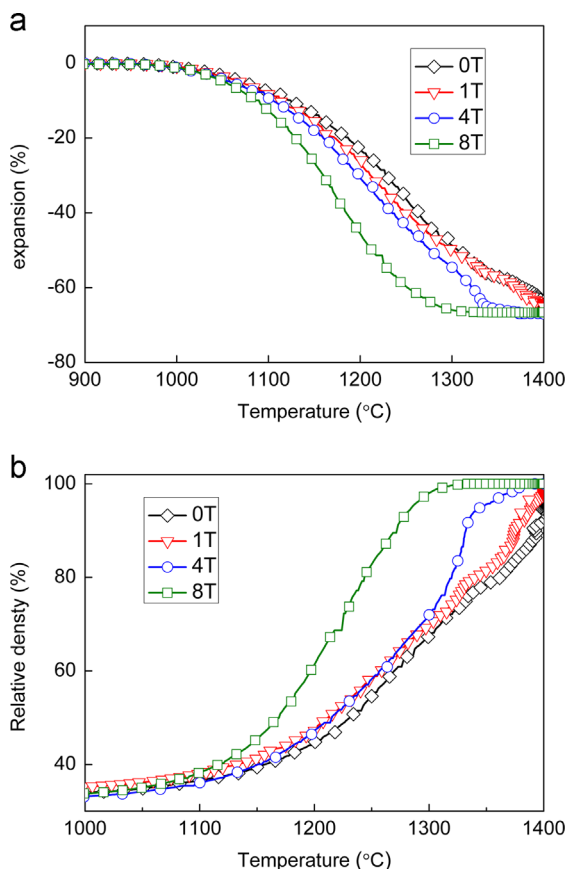 a
0
-20
-40
-60
-80
expansion (%)
0T
1T
4T
8T
900 1000 1100 1200 1300 1400
Temperature (°C)
b
100
80
60
40
Relative densty (%)
0T
1T
4T
8T
1000 1100 1200 1300 1400
Temperature (°C)